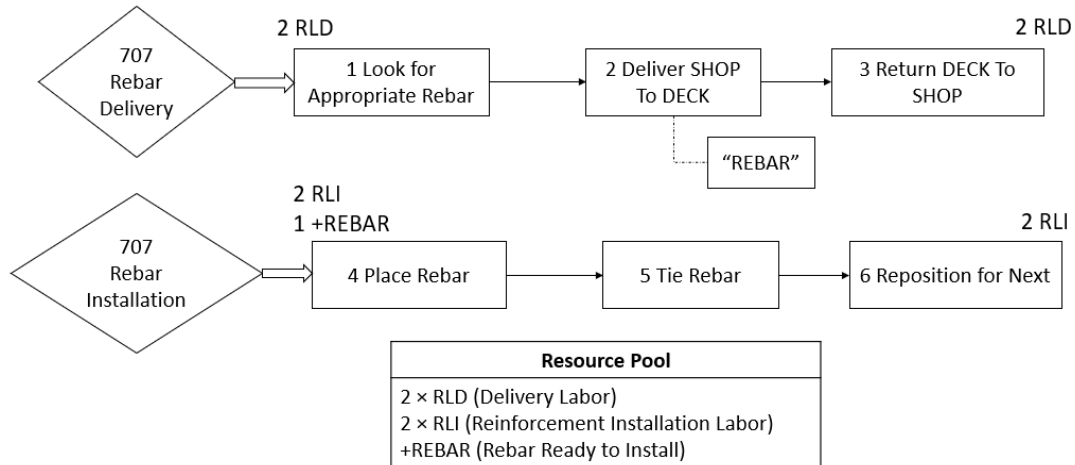 707
Rebar
Delivery
2 RLD
1 Look for
Appropriate Rebar
2 Deliver SHOP
To DECK
2 RLD
3 Return DECK To
SHOP
“REBAR”
707
Rebar
Installation
2 RLI
1 +REBAR
4 Place Rebar
5 Tie Rebar
2 RLI
6 Reposition for Next
Resource Pool
2 × RLD (Delivery Labor)
2 × RLI (Reinforcement Installation Labor)
+REBAR (Rebar Ready to Install)